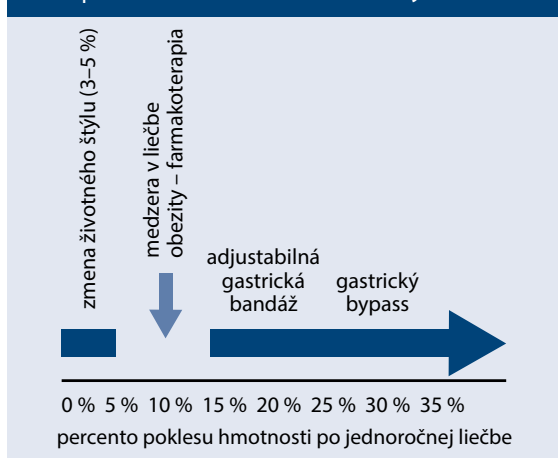 zmena životného štýlu (3–5 %)
medzera v liečbe
obezity – farmakoterapia
adjustabilná
gastrická
bandáž
gastrický
bypass
0 % 5 % 10 % 15 % 20 % 25 % 30 % 35 %
percento poklesu hmotnosti po jednoročnej liečbe